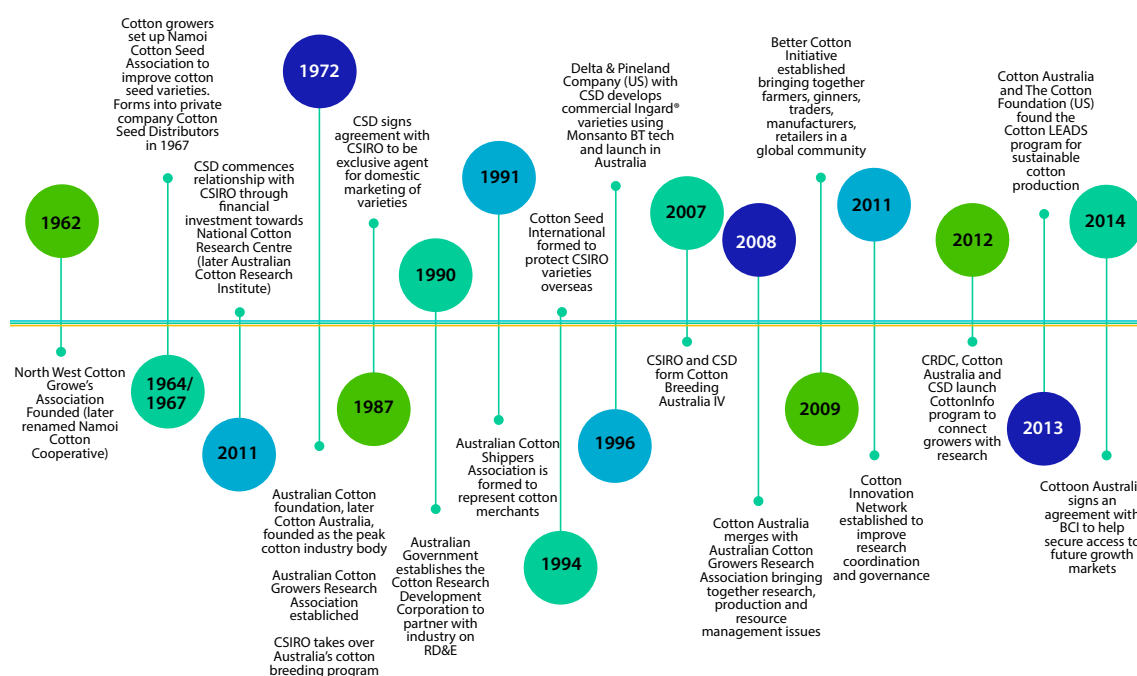 1962
North West Cotton
Growe’s
Association
Founded (later
renamed Namoi
Cotton
Cooperative)
Cotton growers
set up Namoi
Cotton Seed
Association to
improve cotton
seed varieties.
Forms into private
company Cotton
Seed Distributors
in 1967
1964/
1967
CSD commences
relationship with
CSIRO through
financial
investment towards
National Cotton
Research Centre
(later Australian
Cotton Research
Institute)
2011
1972
Australian Cotton
foundation, later
Cotton Australia,
founded as the peak
cotton industry body
Australian Cotton
Growers Research
Association
establiched
CSIRO takes over
Australia’s cotton
breeding program
CSD signs
agreement with
CSIRO to be
exclusive agent
for domestic
marketing of
varieties
1987
1990
Australian
Government
establishes the
Cotton Research
Development
Corporation to
partner with
industry on
RD&E
1991
Australian Cotton
Shippers
Association is
formed to
represent cotton
merchants
Cotton Seed
International
formed to
protect CSIRO
varieties
overseas
1994
Delta & Pineland
Company (US) with
CSD develops
commercial Ingard®
varieties using
Monsanto BT tech
and launch in
Australia
1996
2007
CSIRO and CSD
form Cotton
Breeding
Australia IV
2008
Cotton Australia
merges with
Australian Cotton
Growers Research
Association bringing
together research,
production and
resource
management issues
Better Cotton
Initiative
established
bringing together
farmers, ginners,
traders,
manufacturers,
retailers in a
global community
2009
2011
Cotton
Innovation
Network
established to
improve
research
coordination
and governance
2012
CRDC, Cotton
Australia and
CSD launch
CottonInfo
program to
connect
growers with
research
Cotton Australia
and The Cotton
Foundation (US)
found the
Cotton LEADS
program for
sustainable
cotton
production
2013
2014
Cottoon Australi
signs an
agreement with
BCI to help
secure access to
future growth
markets